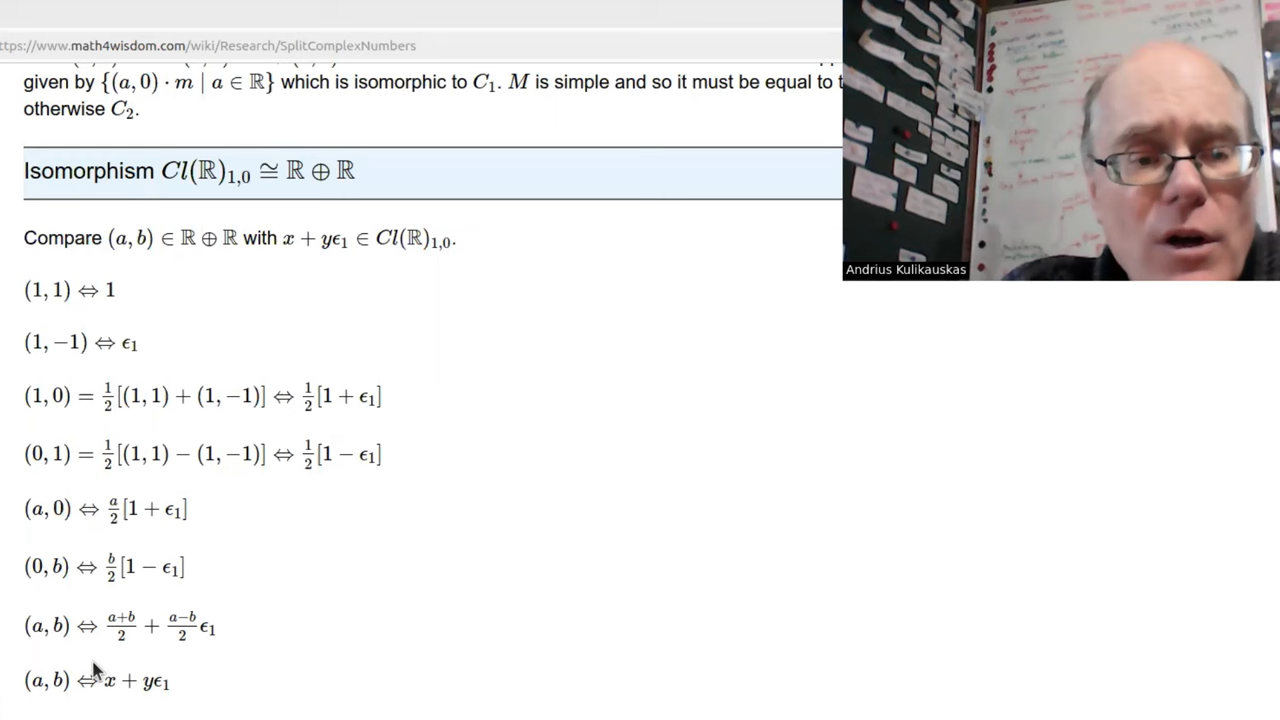 ttps://www.math4wisdom.com/wiki/Research/SplitComplexNumbers
given by {(a, 0) · m | a ∈ ℝ} which is isomorphic to C₁. M is simple and so it must be equal to
otherwise C₂.
Isomorphism Cl(ℝ)₁,₀ ≅ ℝ ⊕ ℝ
Compare (a, b) ∈ ℝ ⊕ ℝ with x + yϵ₁ ∈ Cl(ℝ)₁,₀.
(1, 1) ⇔ 1
(1, −1) ⇔ ϵ₁
(1, 0) = ½[(1, 1) + (1, −1)] ⇔ ½[1 + ϵ₁]
(0, 1) = ½[(1, 1) − (1, −1)] ⇔ ½[1 − ϵ₁]
(a, 0) ⇔ a/2[1 + ϵ₁]
(0, b) ⇔ b/2[1 − ϵ₁]
(a, b) ⇔ a+b/2 + a−b/2 ϵ₁
(a, b) ⇔ x + yϵ₁
Andrius Kulikauskas